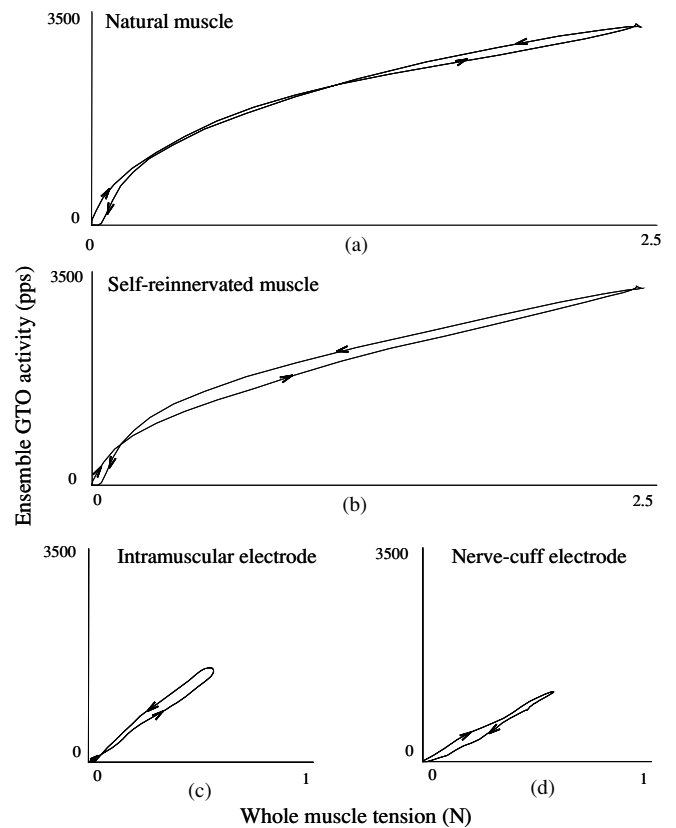 3500
Natural muscle
0
0
2.5
(a)
3500
Self-reinnervated muscle
0
0
2.5
(b)
Ensemble GTO activity (pps)
3500
Intramuscular electrode
0
0
1
(c)
3500
Nerve-cuff electrode
0
0
1
(d)
Whole muscle tension (N)